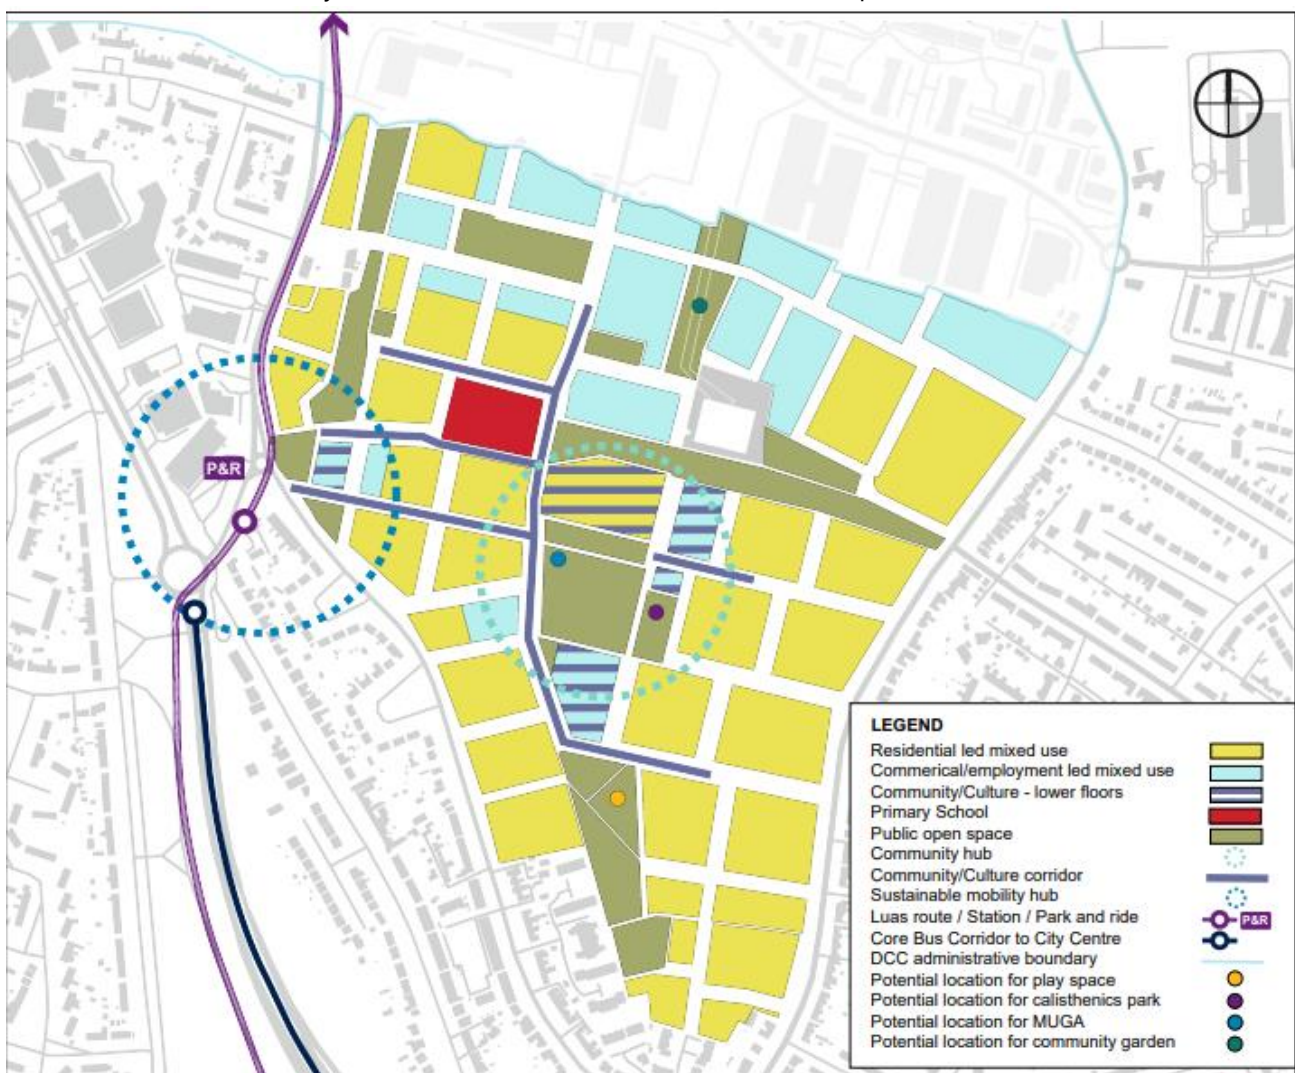 P&R
LEGEND
Residential led mixed use
Commerical/employment led mixed use
Community/Culture - lower floors
Primary School
Public open space
Community hub
Community/Culture corridor
Sustainable mobility hub
Luas route / Station / Park and ride P&R
Core Bus Corridor to City Centre
DCC administrative boundary
Potential location for play space
Potential location for calisthenics park
Potential location for MUGA
Potential location for community garden